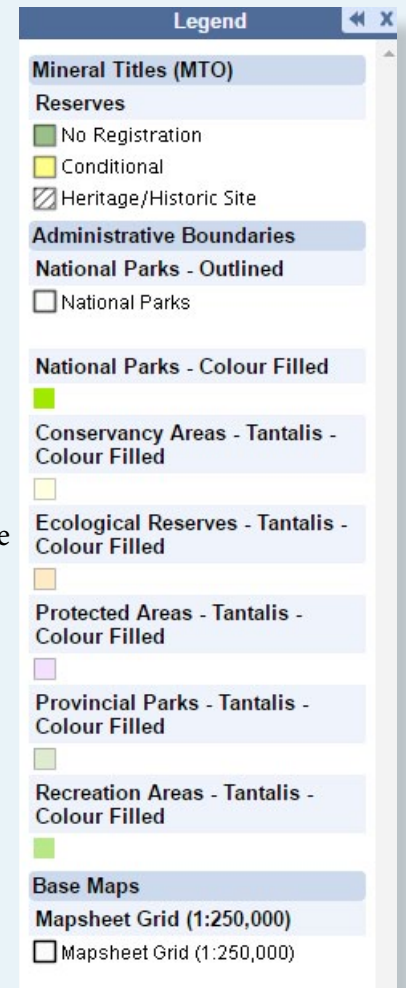 Legend
Mineral Titles (MTO)
Reserves
No Registration
Conditional
Heritage/Historic Site
Administrative Boundaries
National Parks - Outlined
National Parks
National Parks - Colour Filled
Conservancy Areas - Tantalis -
Colour Filled
Ecological Reserves - Tantalis -
Colour Filled
Protected Areas - Tantalis -
Colour Filled
Provincial Parks - Tantalis -
Colour Filled
Recreation Areas - Tantalis -
Colour Filled
Base Maps
Mapsheet Grid (1:250,000)
Mapsheet Grid (1:250,000)